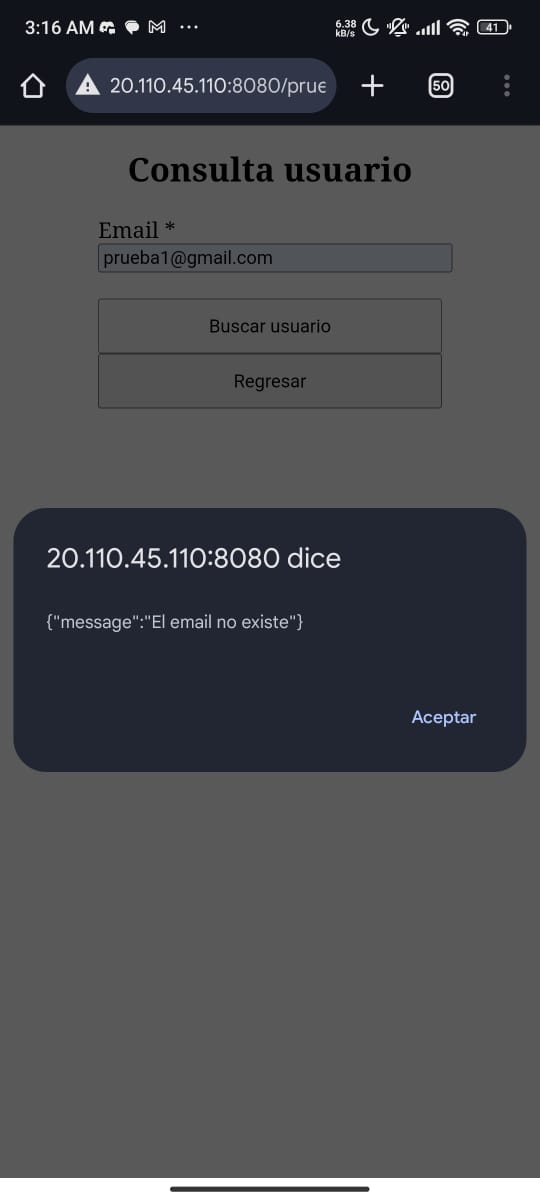 3:16 AM
6.38
kB/s
41
20.110.45.110:8080/prue
50
Consulta usuario
Email *
prueba1@gmail.com
Buscar usuario
Regresar
20.110.45.110:8080 dice
{"message":"El email no existe"}
Aceptar